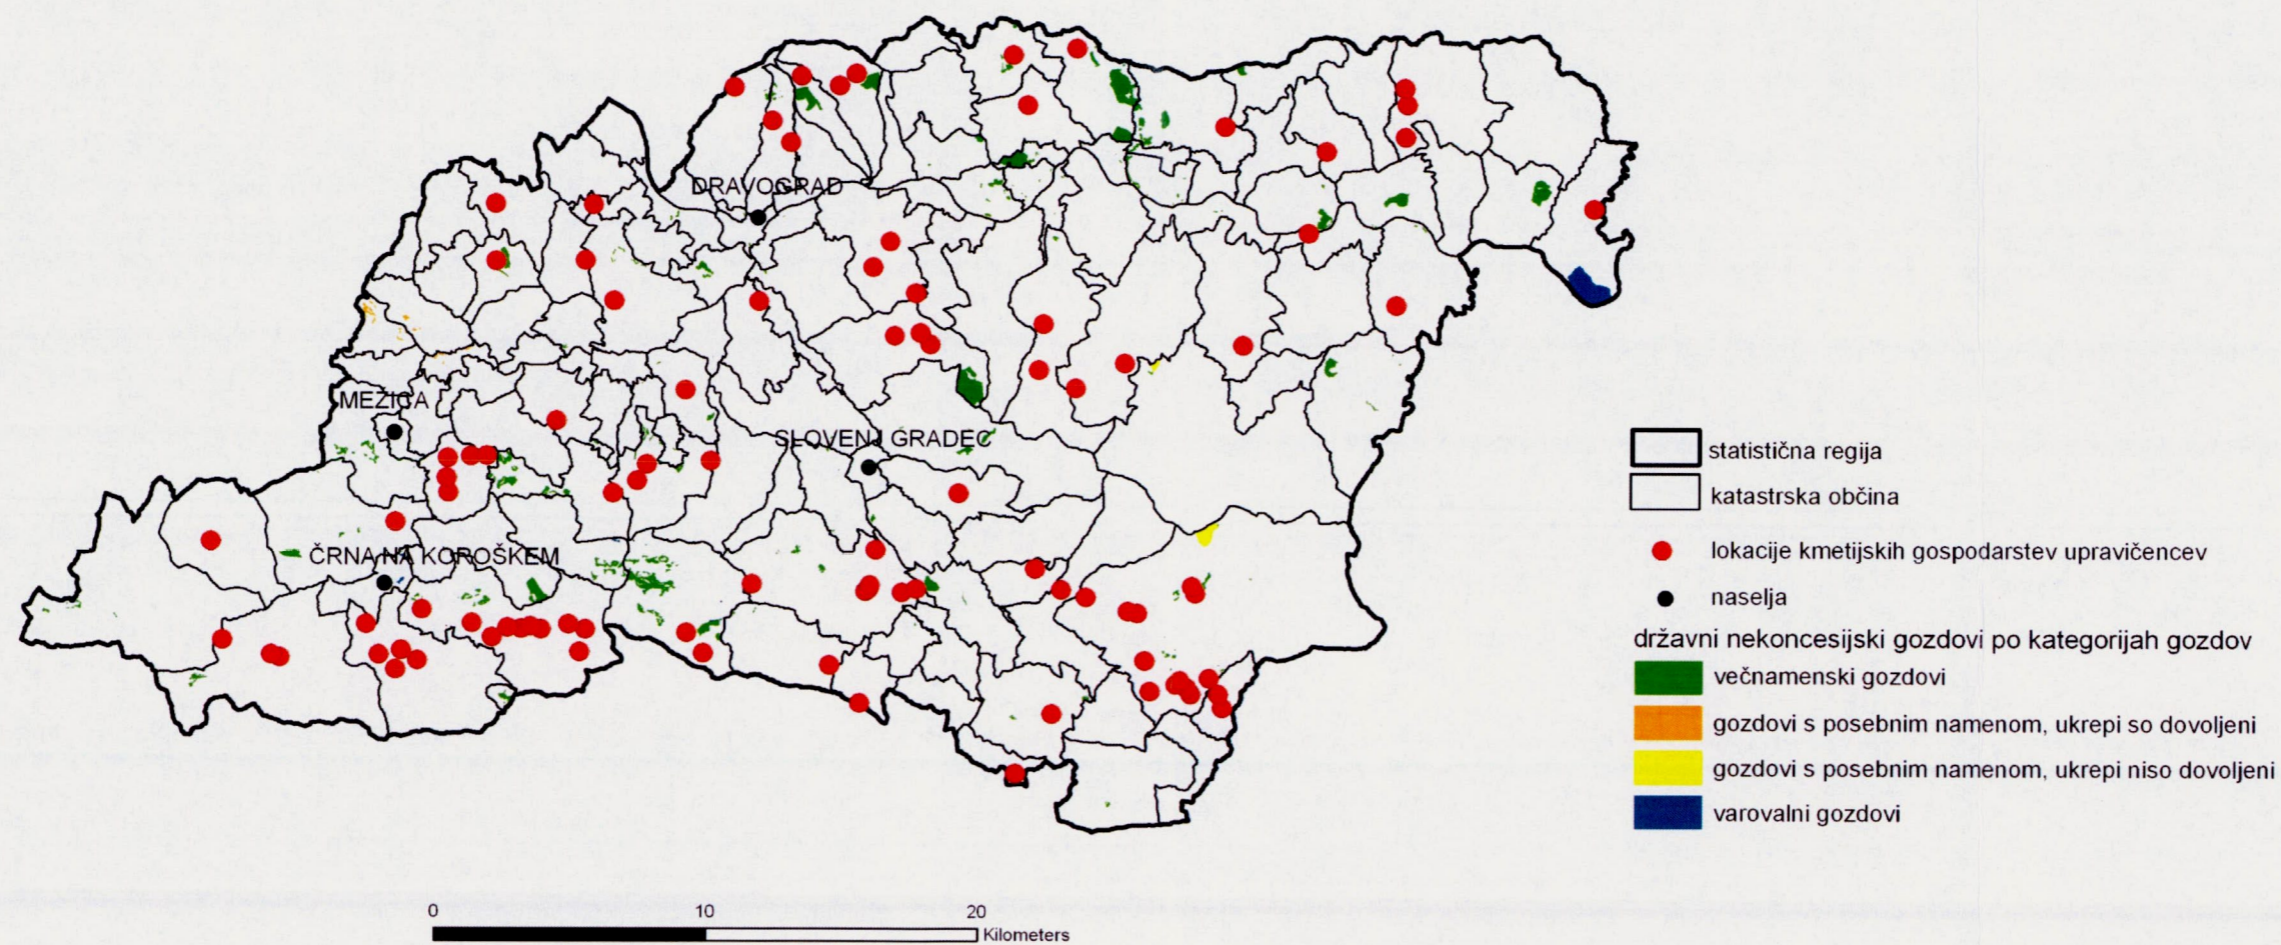 DRAVOGRAD
MEŽICA
SLOVENJ GRADEC
ČRNA NA KOROŠKEM
statistična regija
katastrska občina
lokacije kmetijskih gospodarstev upravičencev
naselja
državni nekoncesijski gozdovi po kategorijah gozdov
večnamenski gozdovi
gozdovi s posebnim namenom, ukrepi so dovoljeni
gozdovi s posebnim namenom, ukrepi niso dovoljeni
varovalni gozdovi
0 10 20
Kilometers